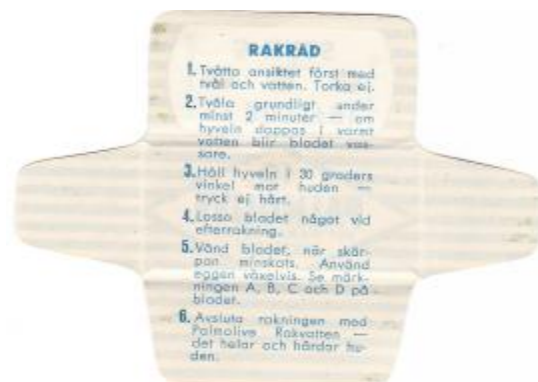 RAKRÅD
1. Tvätta ansiktet först med
tvål och vatten. Torka ej.
2. Tvåla grundligt under
minst 2 minuter — om
hyveln doppas i varmt
vatten blir bladet vas-
sare.
3. Håll hyveln i 30 graders
vinkel mot huden —
tryck ej hårt.
4. Lossa bladet något vid
efterrakning.
5. Vänd bladet, när skär-
pan minskats. Använd
eggen växelvis. Se märk-
ningen A, B, C och D på
bladet.
6. Avsluta rakningen med
Palmolive Rakvatten —
det helar och härdar hu-
den.